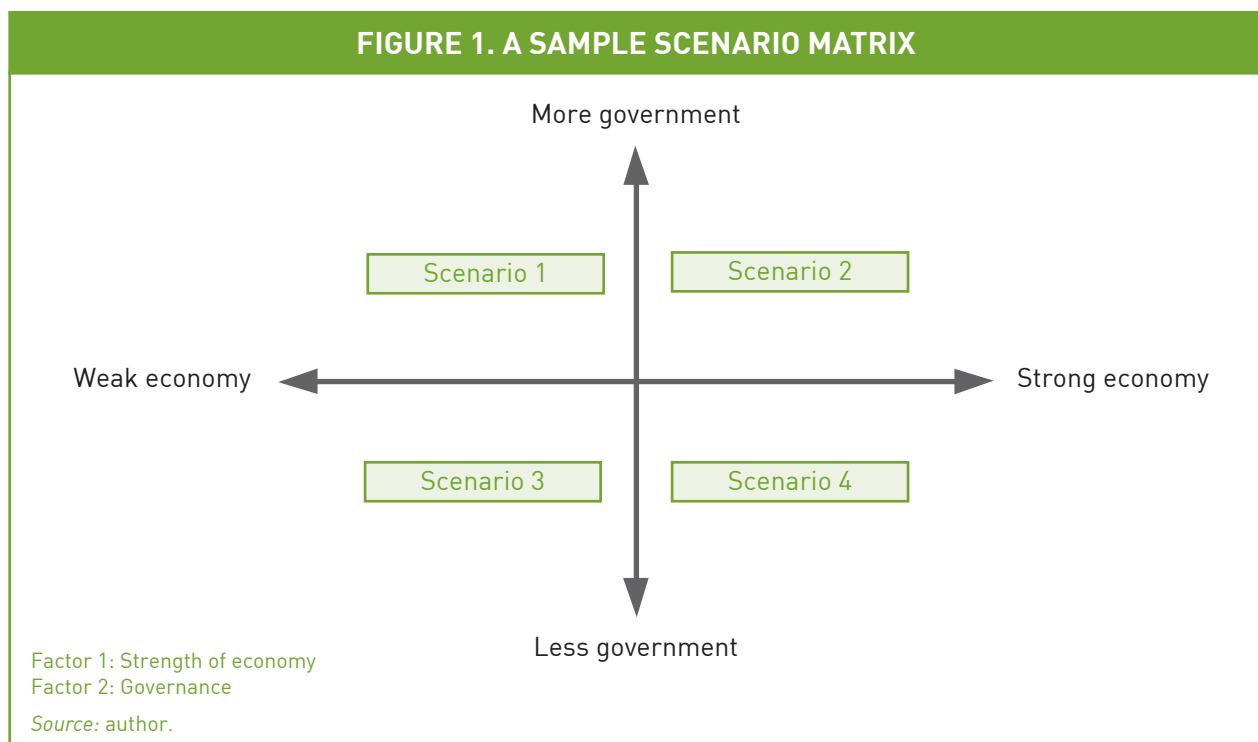 FIGURE 1. A SAMPLE SCENARIO MATRIX
More government
Scenario 1
Scenario 2
Weak economy
Strong economy
Scenario 3
Scenario 4
Less government
Factor 1: Strength of economy
Factor 2: Governance
Source: author.